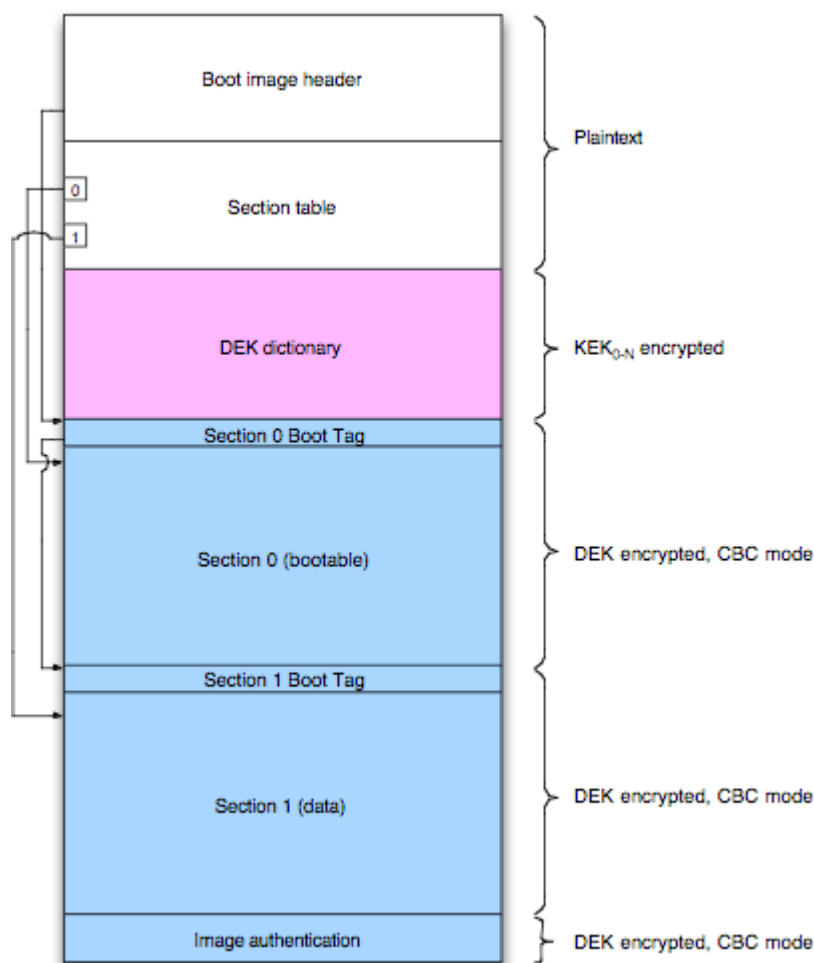 Boot image header
Plaintext
0
Section table
1
DEK dictionary
KEK0-N encrypted
Section 0 Boot Tag
Section 0 (bootable)
DEK encrypted, CBC mode
Section 1 Boot Tag
Section 1 (data)
DEK encrypted, CBC mode
Image authentication
DEK encrypted, CBC mode